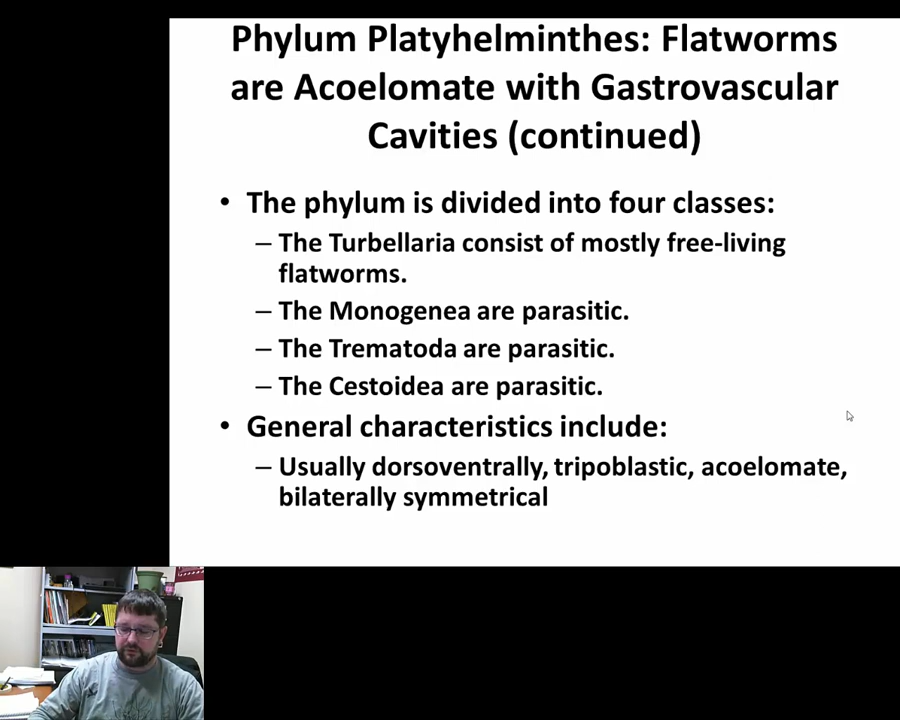 Phylum Platyhelminthes: Flatworms
are Acoelomate with Gastrovascular
Cavities (continued)
• The phylum is divided into four classes:
– The Turbellaria consist of mostly free-living
flatworms.
– The Monogenea are parasitic.
– The Trematoda are parasitic.
– The Cestoidea are parasitic.
• General characteristics include:
– Usually dorsoventrally, tripoblastic, acoelomate,
bilaterally symmetrical